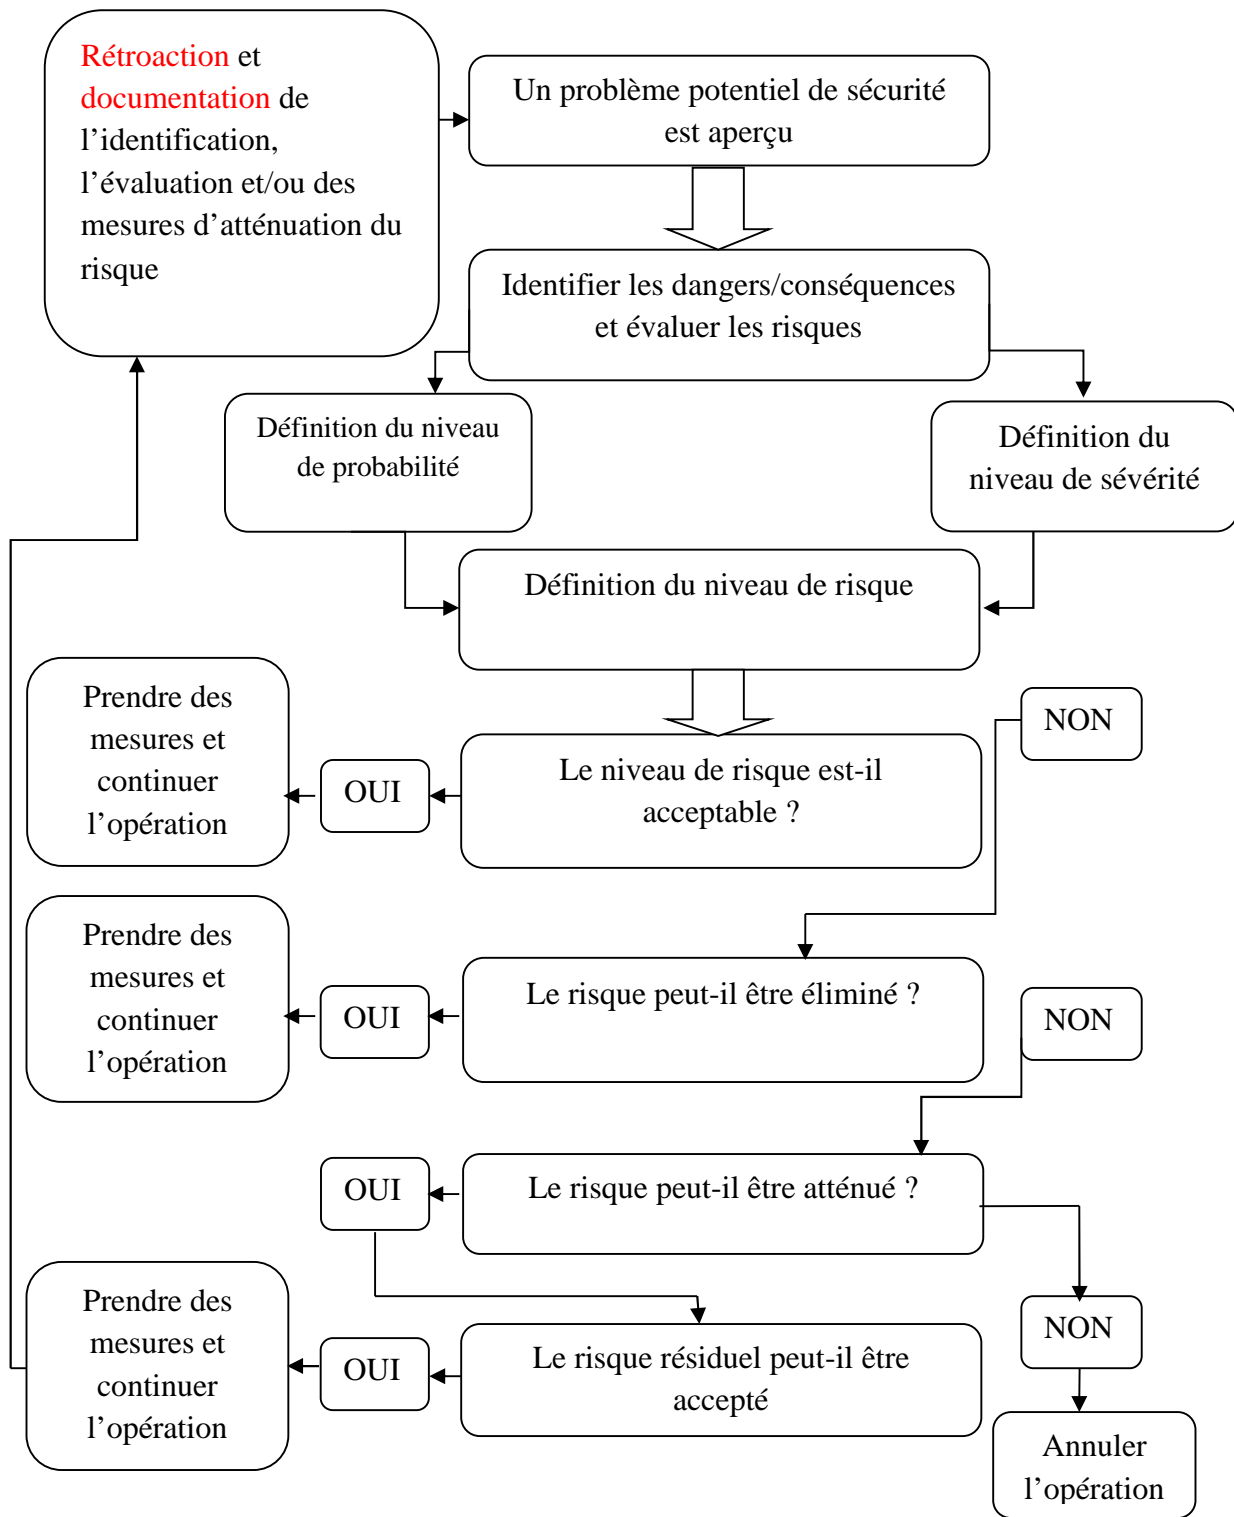 Rétroaction et
documentation de
l’identification,
l’évaluation et/ou des
mesures d’atténuation du
risque
Un problème potentiel de sécurité
est aperçu
Identifier les dangers/conséquences
et évaluer les risques
Définition du niveau
de probabilité
Définition du
niveau de sévérité
Définition du niveau de risque
Prendre des
mesures et
continuer
l’opération
OUI
Le niveau de risque est-il
acceptable ?
NON
Prendre des
mesures et
continuer
l’opération
OUI
Le risque peut-il être éliminé ?
NON
OUI
Le risque peut-il être atténué ?
Prendre des
mesures et
continuer
l’opération
OUI
Le risque résiduel peut-il être
accepté
NON
Annuler
l’opération